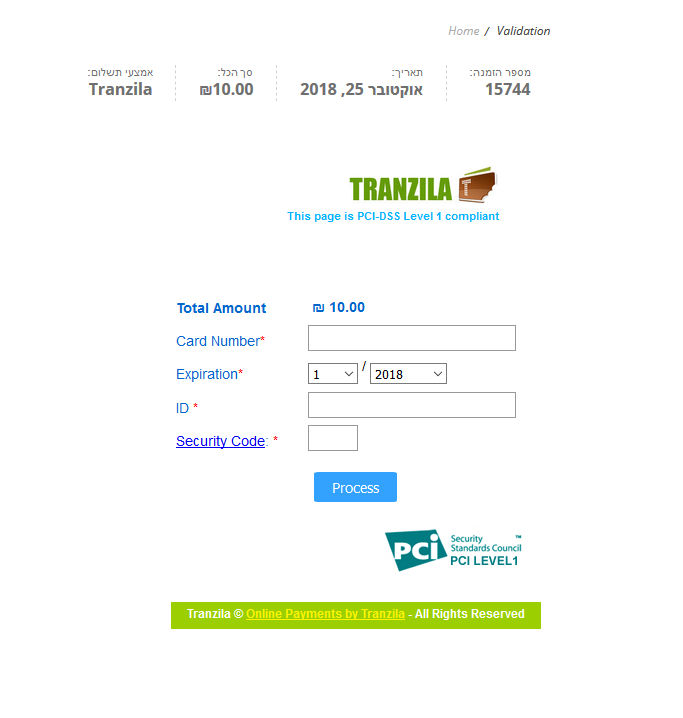 Home / Validation
מספר הזמנה:
15744
תאריך:
אוקטובר 25, 2018
סך הכל:
₪10.00
אמצעי תשלום:
Tranzila
TRANZILA T
This page is PCI-DSS Level 1 compliant
Total Amount ₪ 10.00
Card Number*
Expiration* 1 / 2018
ID *
Security Code: *
Process
PCI Security Standards Council ™
PCI LEVEL1
Tranzila © Online Payments by Tranzila - All Rights Reserved